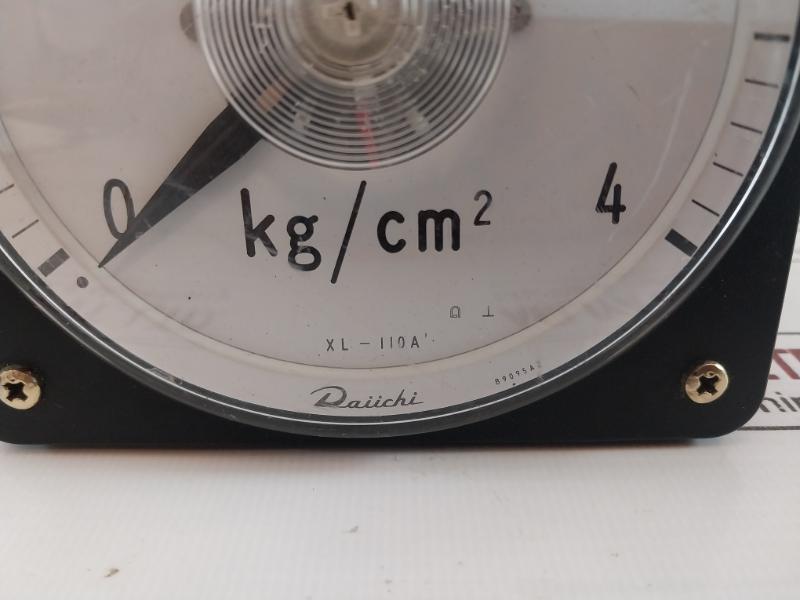 0
4
kg/cm²
XL-110A
Daiichi